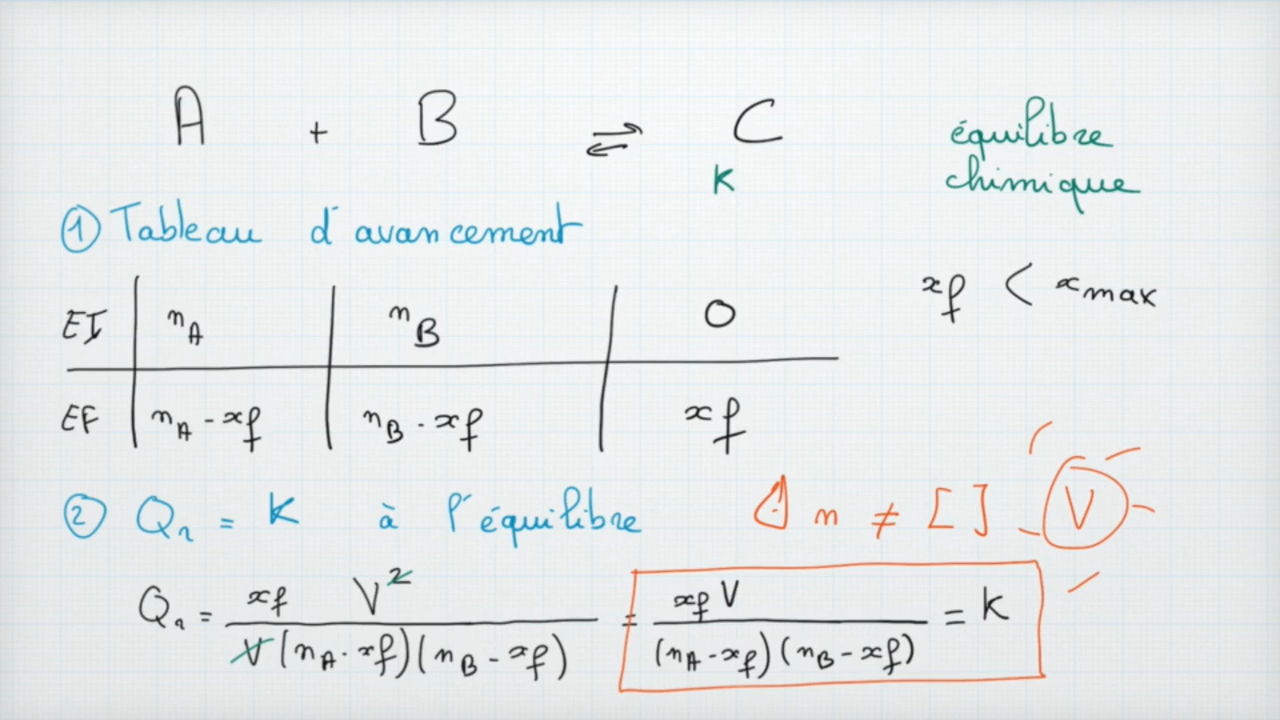 A + B ⇌ C
K
équilibre
chimique
① Tableau d'avancement
xf < xmax
EI | nA | nB | 0
EF | nA - xf | nB - xf | xf
② Qr = K à l'équilibre
⚠ n ≠ [ ] V
Qr = xf V² / V(nA - xf)(nB - xf) = xf V / (nA - xf)(nB - xf) = K